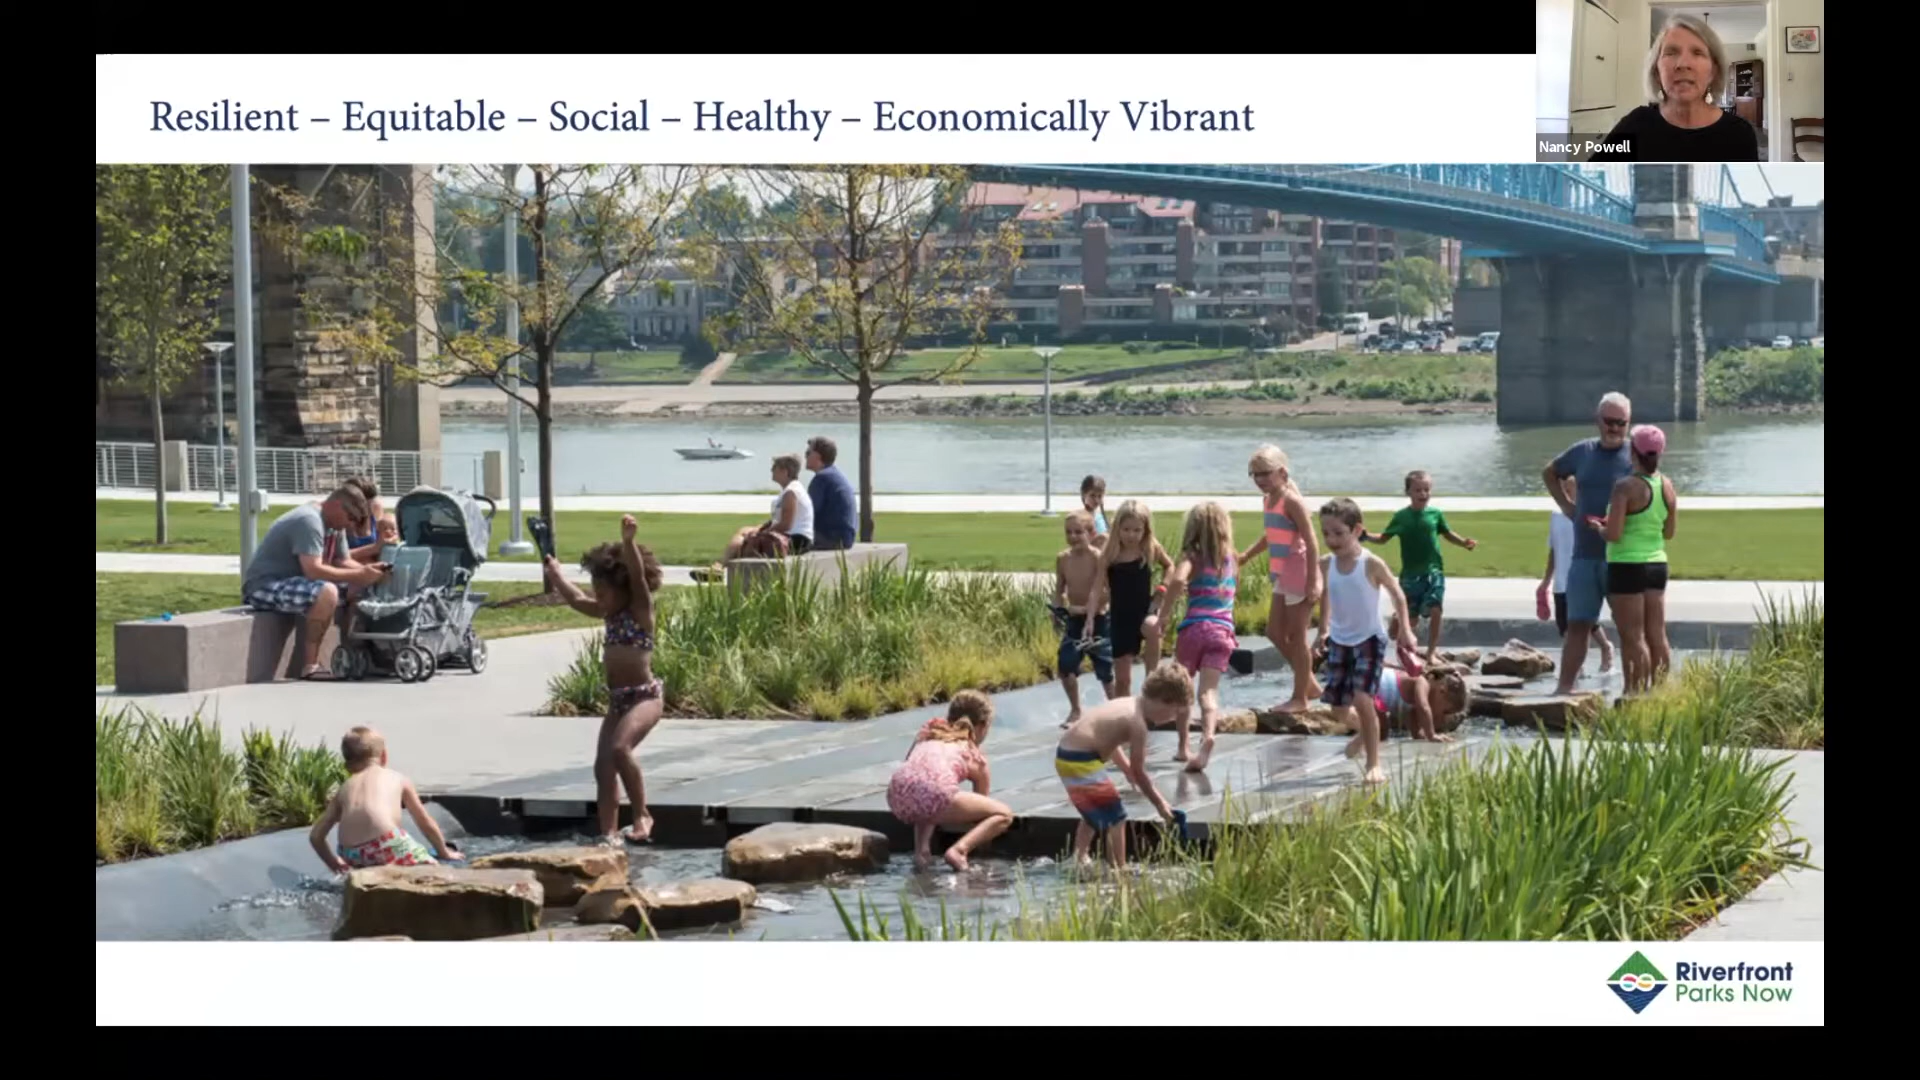 Resilient – Equitable – Social – Healthy – Economically Vibrant
Nancy Powell
Riverfront
Parks Now